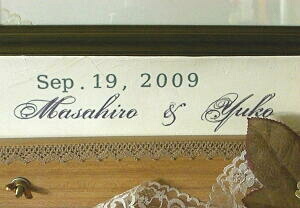 Sep. 19, 2009
Masahiro & Yuko